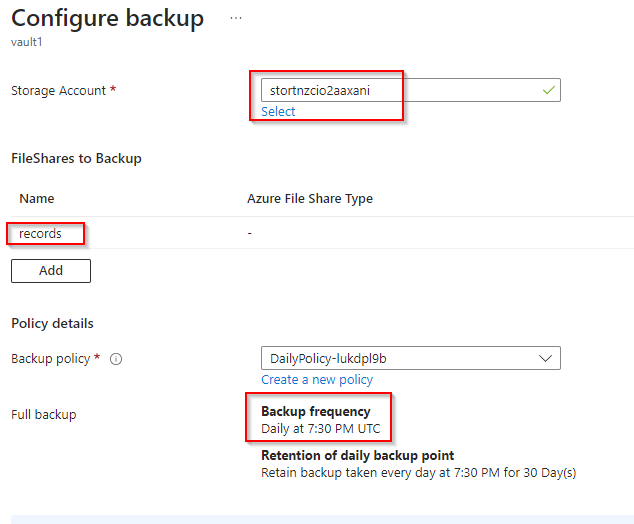 Configure backup ...
vault1
Storage Account * stortnzcio2aaxani
Select
FileShares to Backup
Name Azure File Share Type
records -
Add
Policy details
Backup policy * DailyPolicy-lukdpl9b
Create a new policy
Full backup Backup frequency
Daily at 7:30 PM UTC
Retention of daily backup point
Retain backup taken every day at 7:30 PM for 30 Day(s)